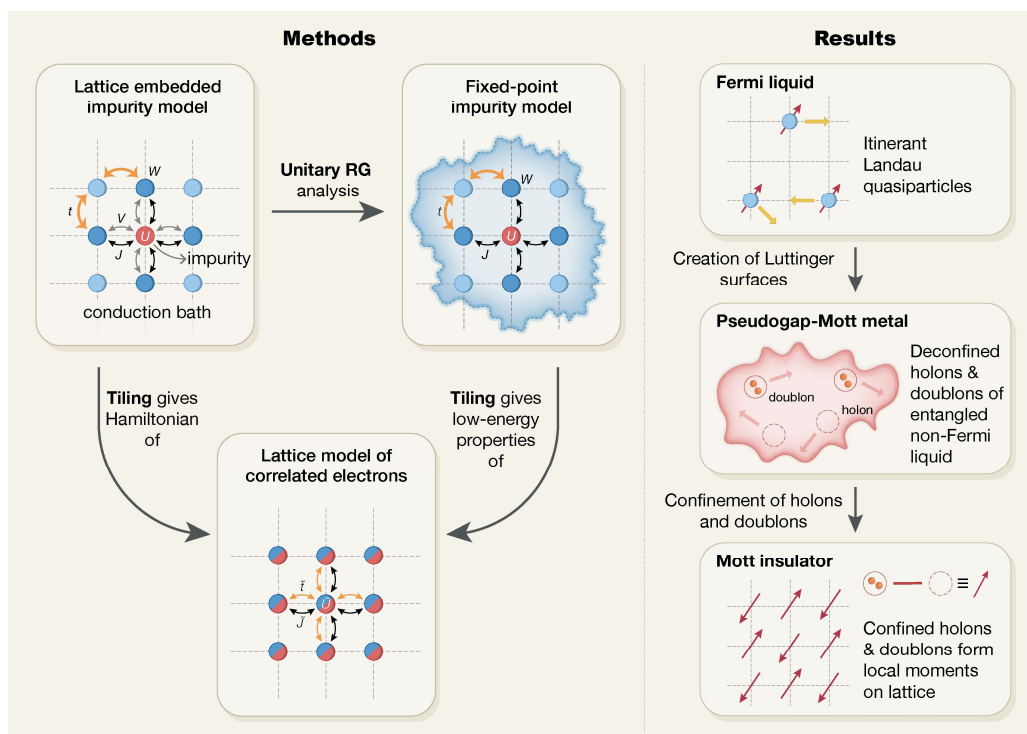 Methods
Lattice embedded
impurity model
W
t
V
U
J
impurity
conduction bath
Unitary RG
analysis
Fixed-point
impurity model
W
t
U
J
Tiling gives
Hamiltonian
of
Tiling gives
low-energy
properties
of
Lattice model of
correlated electrons
t̃
U
J̃
Results
Fermi liquid
Itinerant
Landau
quasiparticles
Creation of Luttinger
surfaces
Pseudogap-Mott metal
doublon
holon
Deconfined
holons &
doublons of
entangled
non-Fermi
liquid
Confinement of holons
and doublons
Mott insulator
≡
Confined holons
& doublons form
local moments
on lattice